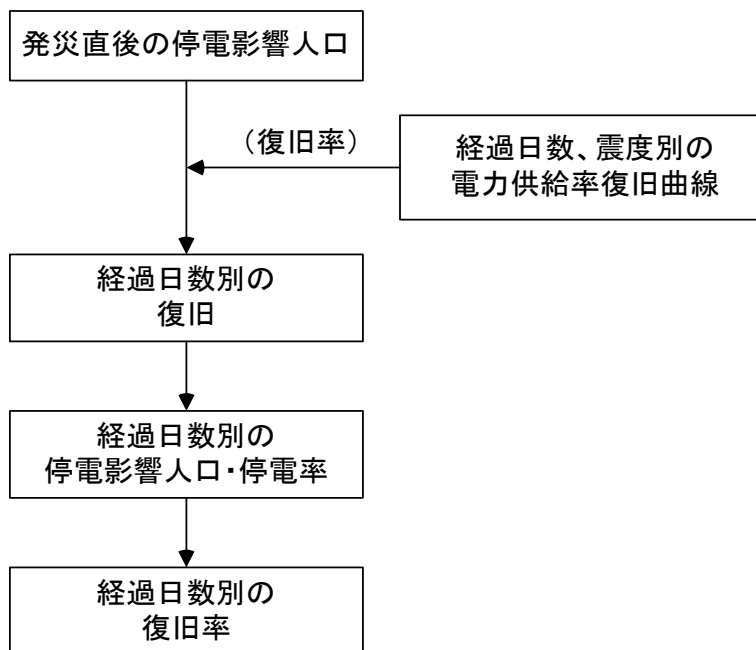 発災直後の停電影響人口
（復旧率）
経過日数、震度別の
電力供給率復旧曲線
経過日数別の
復旧
経過日数別の
停電影響人口・停電率
経過日数別の
復旧率